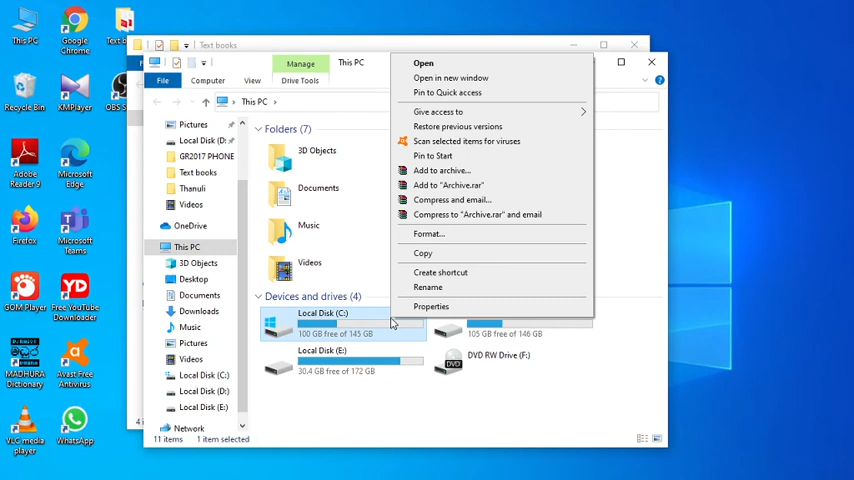 This PC
Google
Chrome
Text b
Recycle Bin
KMPlayer
OBS S
Adobe
Reader 9
Microsoft
Edge
Firefox
Microsoft
Teams
GOM Player
Free YouTube
Downloader
MADHURA
Dictionary
Avast Free
Antivirus
VLC media
player
WhatsApp
Text books
Manage
This PC
File
Computer
View
Drive Tools
This PC
Pictures
Local Disk (D:
GR2017 PHONE
Text books
Thanuli
Videos
OneDrive
This PC
3D Objects
Desktop
Documents
Downloads
Music
Pictures
Videos
Local Disk (C:)
Local Disk (D:)
Local Disk (E:)
Network
Folders (7)
3D Objects
Documents
Music
Videos
Devices and drives (4)
Local Disk (C:)
100 GB free of 145 GB
105 GB free of 146 GB
Local Disk (E:)
30.4 GB free of 172 GB
DVD RW Drive (F:)
DVD
Open
Open in new window
Pin to Quick access
Give access to
Restore previous versions
Scan selected items for viruses
Pin to Start
Add to archive...
Add to "Archive.rar"
Compress and email...
Compress to "Archive.rar" and email
Format...
Copy
Create shortcut
Rename
Properties
11 items
1 item selected